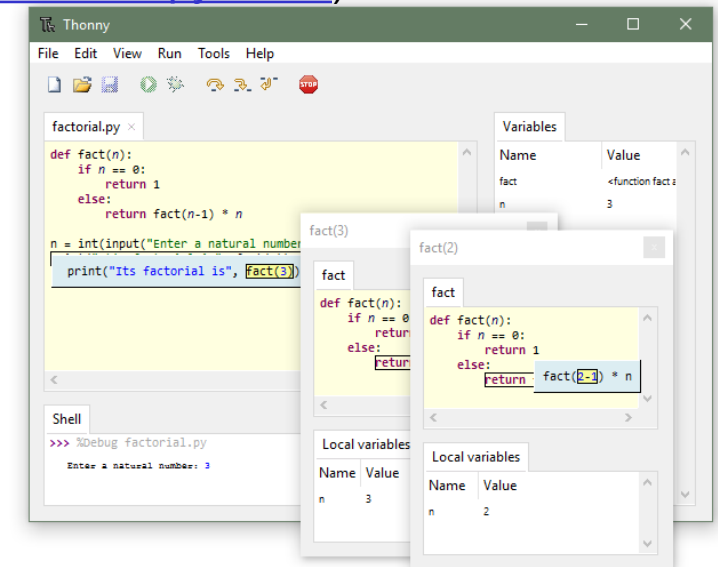 Thonny
File Edit View Run Tools Help
factorial.py ×
def fact(n):
if n == 0:
return 1
else:
return fact(n-1) * n
n = int(input("Enter a natural number
print("Its factorial is", fact(3))
Shell
>>> %Debug factorial.py
Enter a natural number: 3
Variables
Name Value
fact <function fact a
n 3
fact(3)
fact
def fact(n):
if n == 0
retur
else:
retur
Local variables
Name Value
n 3
fact(2)
fact
def fact(n):
if n == 0:
return 1
else:
return fact(2-1) * n
Local variables
Name Value
n 2